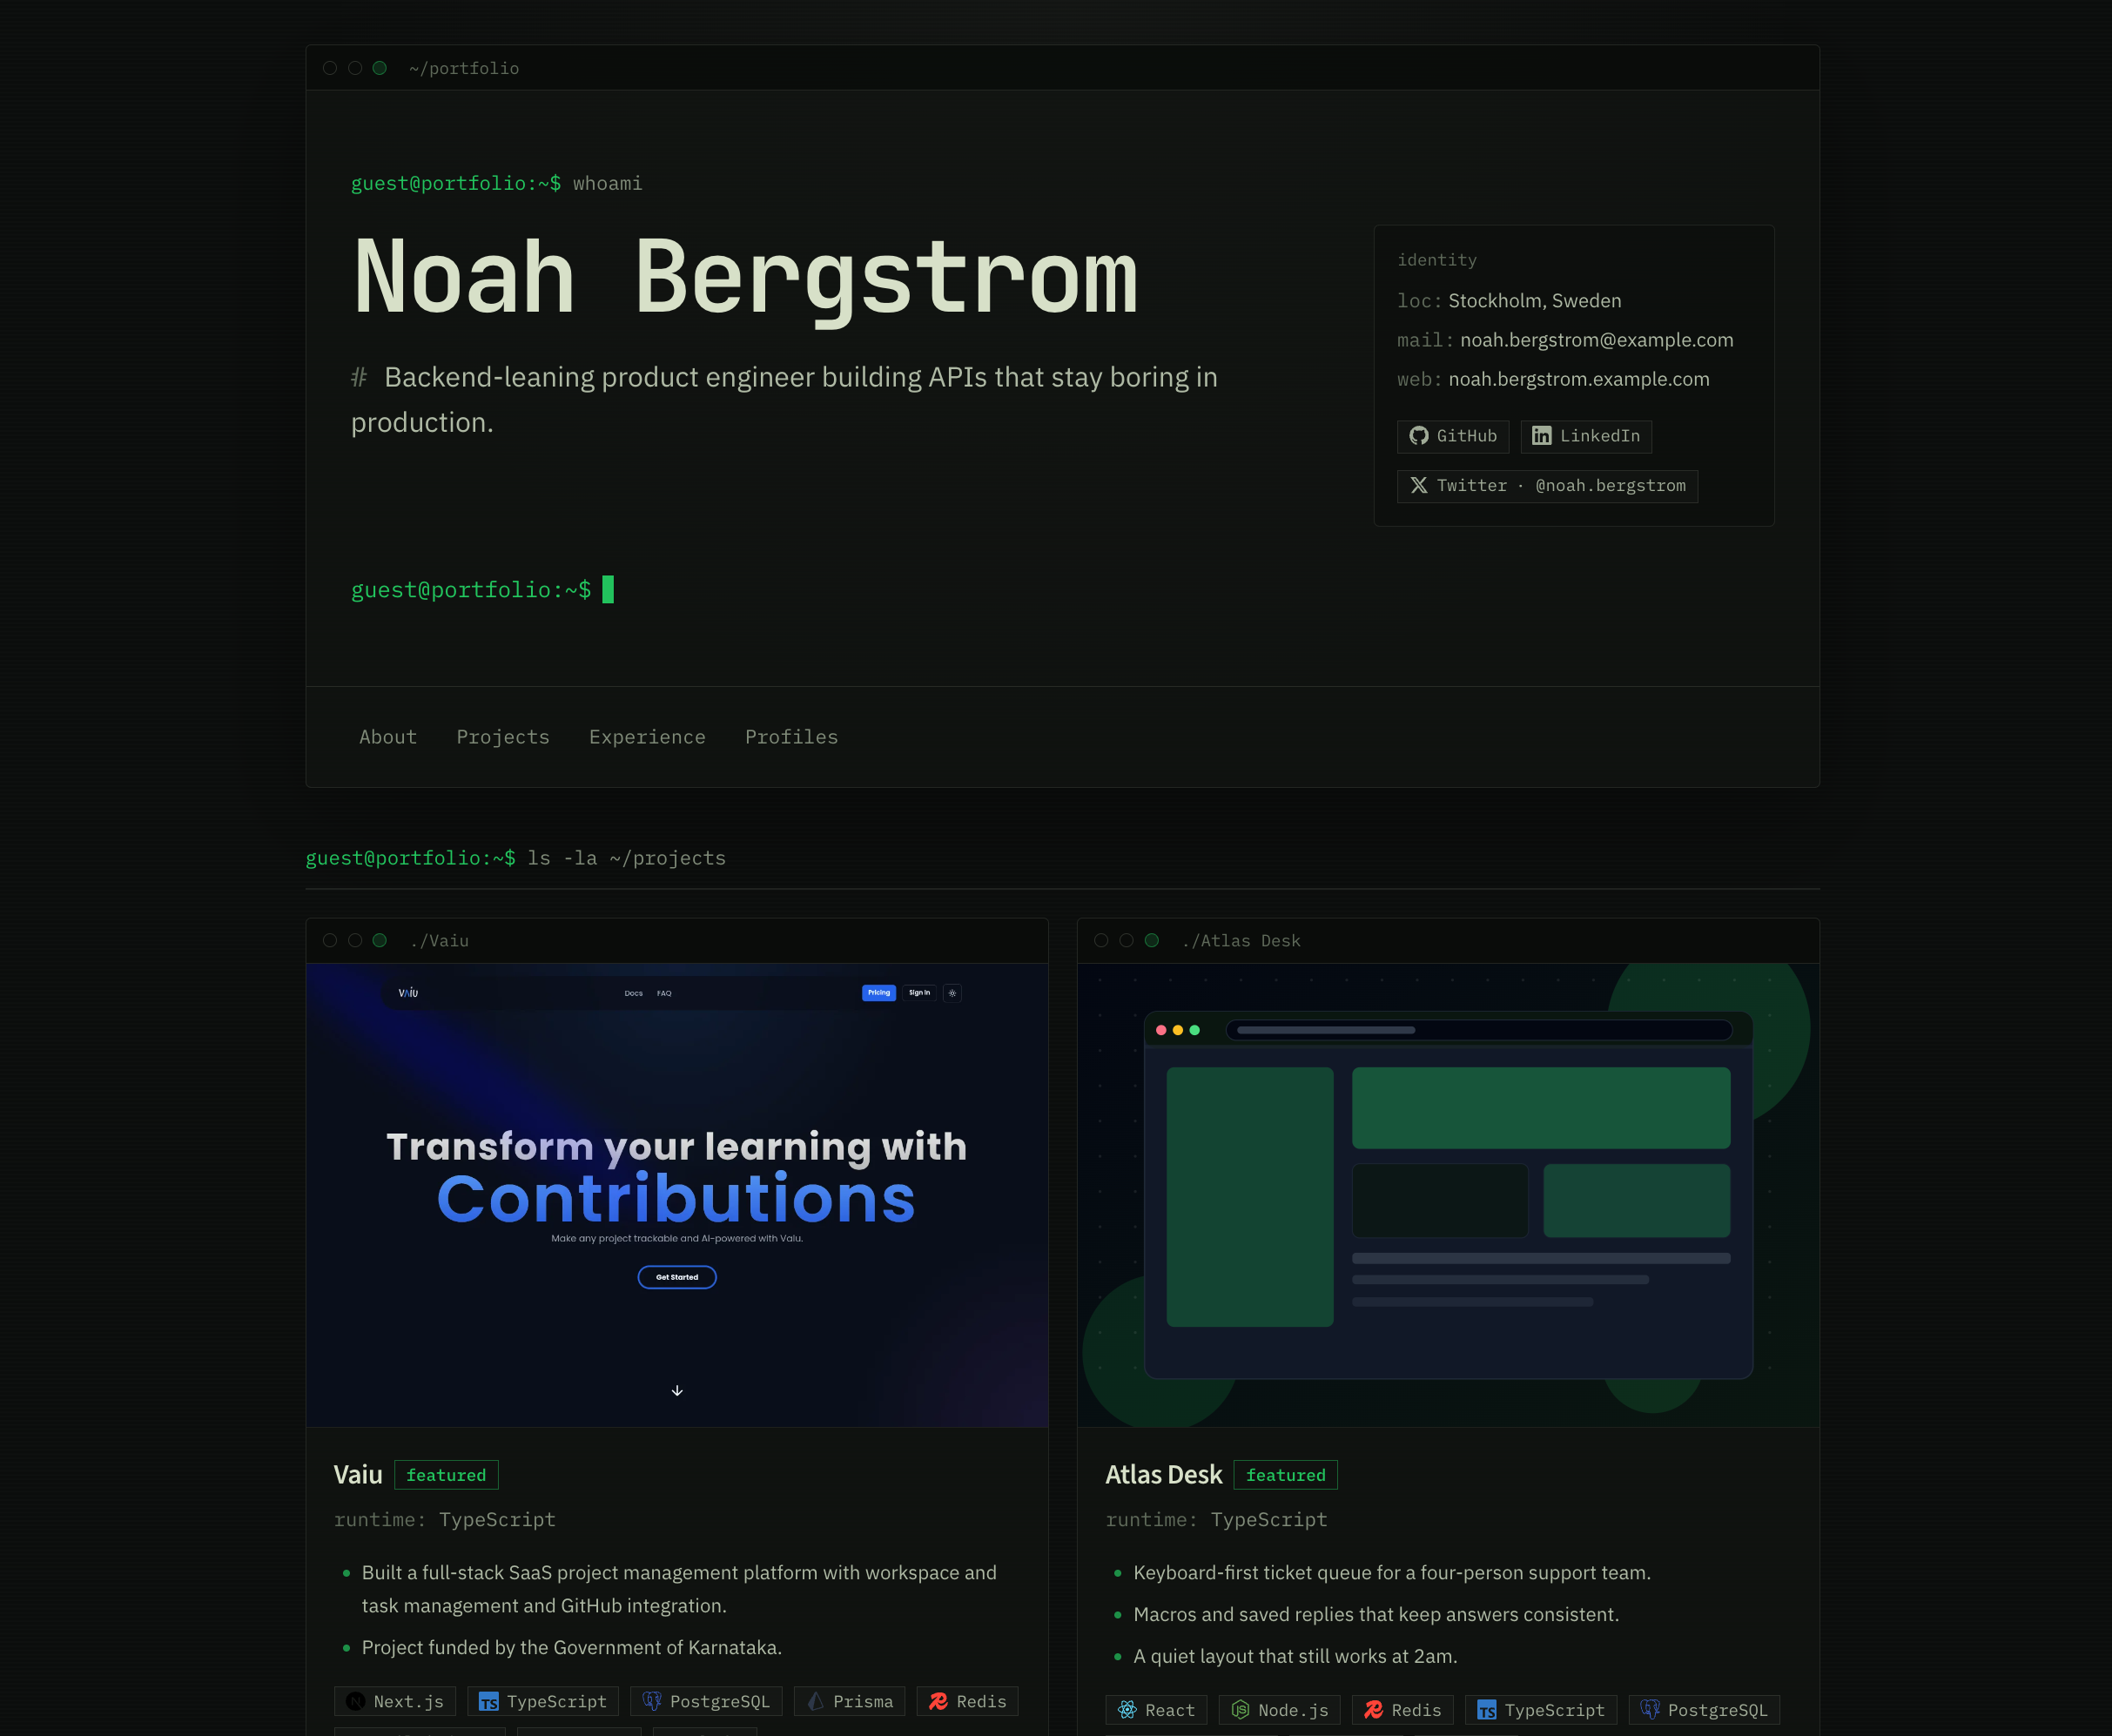 ~/portfolio
guest@portfolio:~$ whoami
Noah Bergstrom
# Backend-leaning product engineer building APIs that stay boring in
production.
identity
loc: Stockholm, Sweden
mail: noah.bergstrom@example.com
web: noah.bergstrom.example.com
GitHub LinkedIn
Twitter · @noah.bergstrom
guest@portfolio:~$
About Projects Experience Profiles
guest@portfolio:~$ ls -la ~/projects
./Vaiu
VAIU Docs FAQ Pricing Sign In
Transform your learning with
Contributions
Make any project trackable and AI-powered with Vaiu.
Get Started
Vaiu featured
runtime: TypeScript
Built a full-stack SaaS project management platform with workspace and
task management and GitHub integration.
Project funded by the Government of Karnataka.
Next.js TS TypeScript PostgreSQL Prisma Redis
./Atlas Desk
Atlas Desk featured
runtime: TypeScript
Keyboard-first ticket queue for a four-person support team.
Macros and saved replies that keep answers consistent.
A quiet layout that still works at 2am.
React Node.js Redis TS TypeScript PostgreSQL